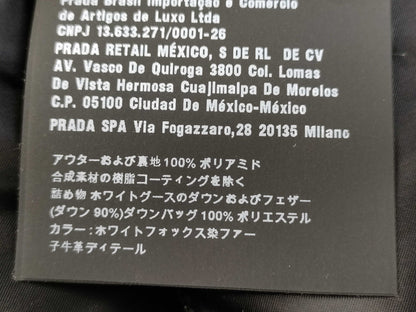 Prada Brasil Importação e Comércio
de Artigos de Luxo Ltda
CNPJ 13.633.271/0001-26
PRADA RETAIL MÉXICO, S DE RL DE CV
AV. Vasco De Quiroga 3800 Col. Lomas
De Vista Hermosa Cuajimalpa De Morelos
C.P. 05100 Ciudad De México-México
PRADA SPA Via Fogazzaro,28 20135 Milano
アウターおよび裏地100% ポリアミド
合成素材の樹脂コーティングを除く
詰め物 ホワイトグースのダウンおよびフェザー
(ダウン 90%)ダウンバッグ100% ポリエステル
カラー:ホワイトフォックス染ファー
子牛革ディテール